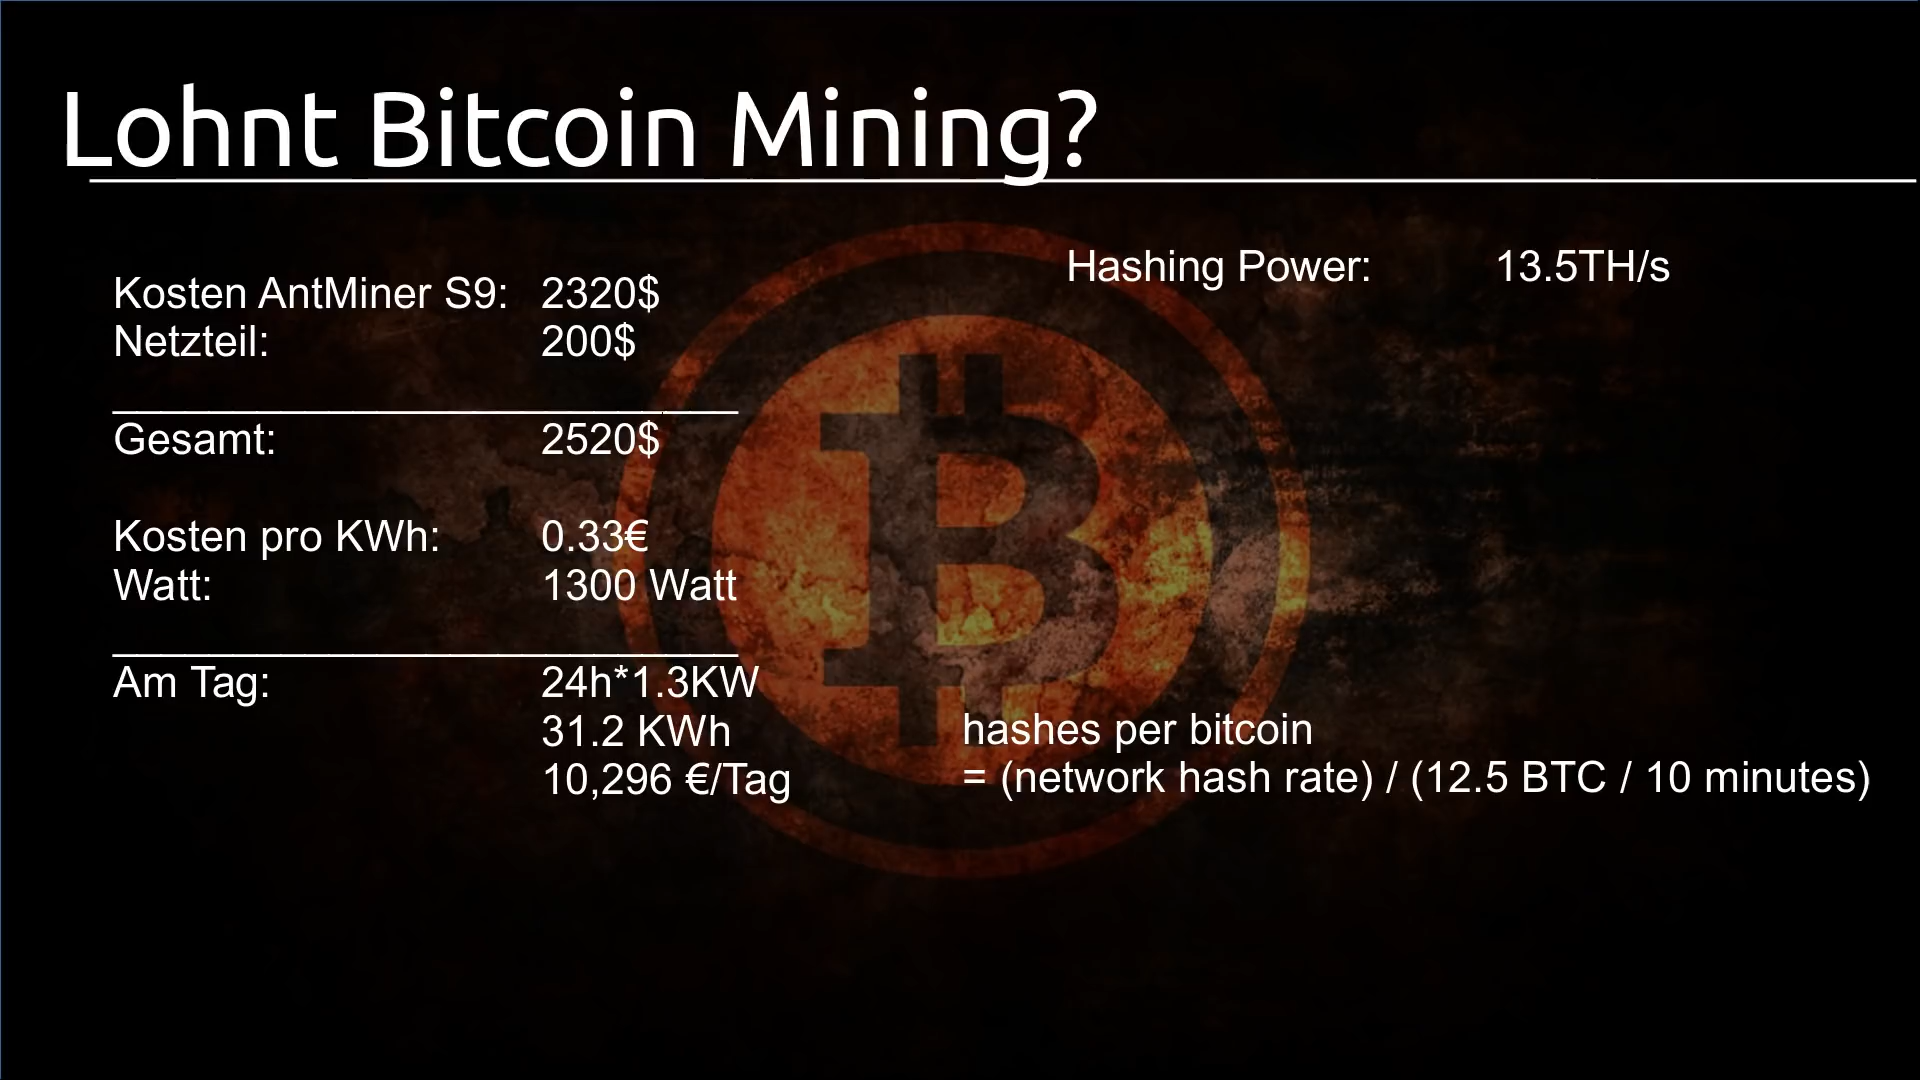 Lohnt Bitcoin Mining?
Kosten AntMiner S9: 2320$
Netzteil: 200$
Gesamt: 2520$
Kosten pro KWh: 0.33€
Watt: 1300 Watt
Am Tag: 24h*1.3KW
31.2 KWh
10,296 €/Tag
Hashing Power: 13.5TH/s
hashes per bitcoin
= (network hash rate) / (12.5 BTC / 10 minutes)